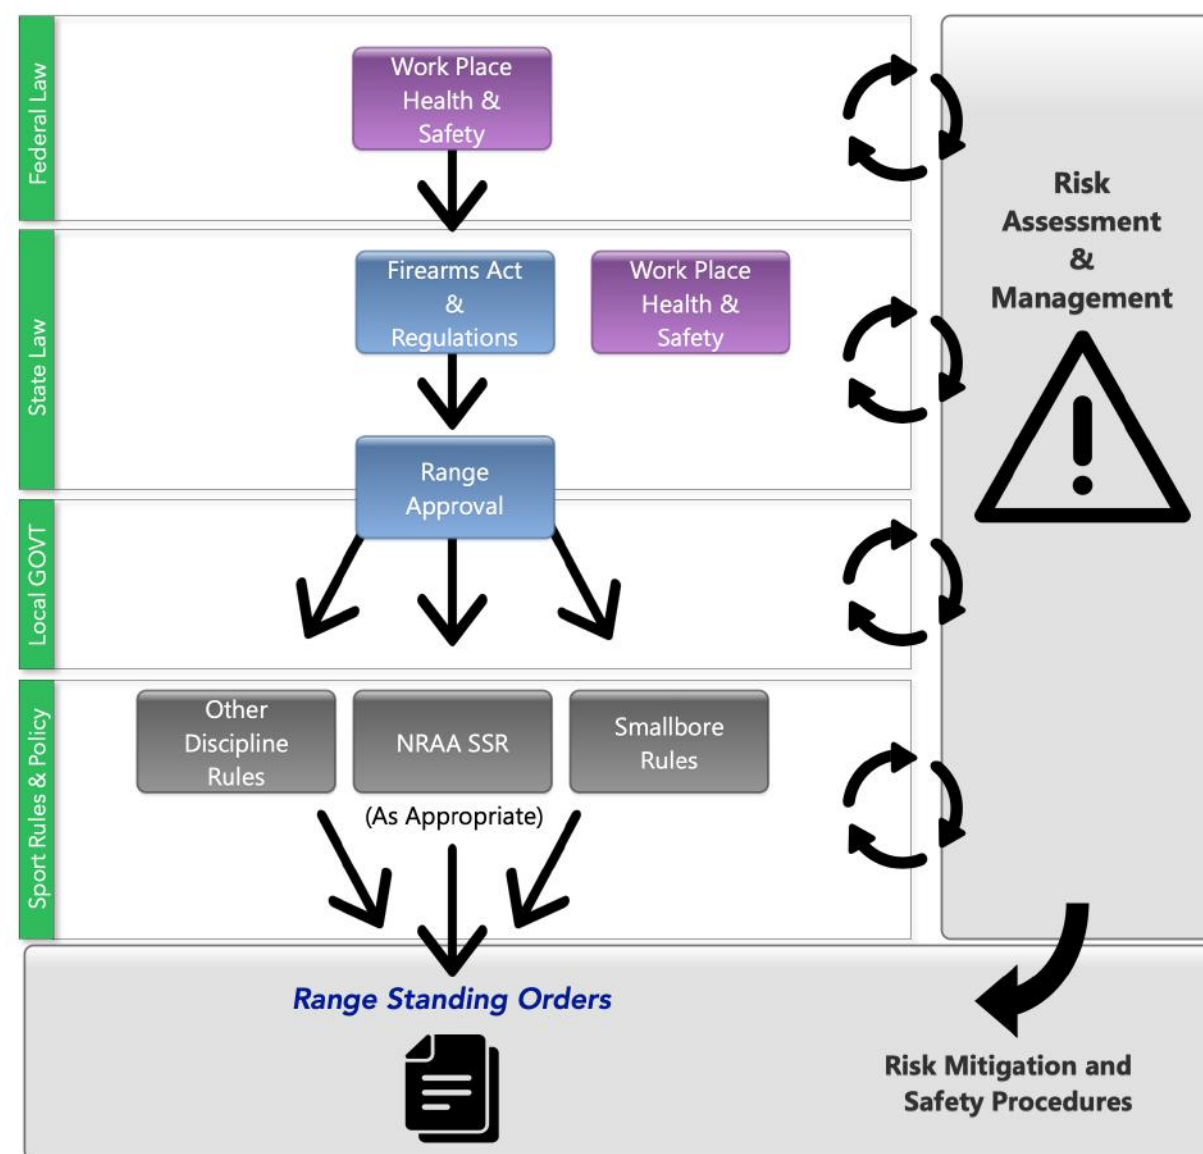 Federal Law
Work Place
Health &
Safety
State Law
Firearms Act
&
Regulations
Work Place
Health &
Safety
Range
Approval
Local GOVT
Sport Rules & Policy
Other
Discipline
Rules
NRAA SSR
(As Appropriate)
Smallbore
Rules
Risk
Assessment
&
Management
Range Standing Orders
Risk Mitigation and
Safety Procedures